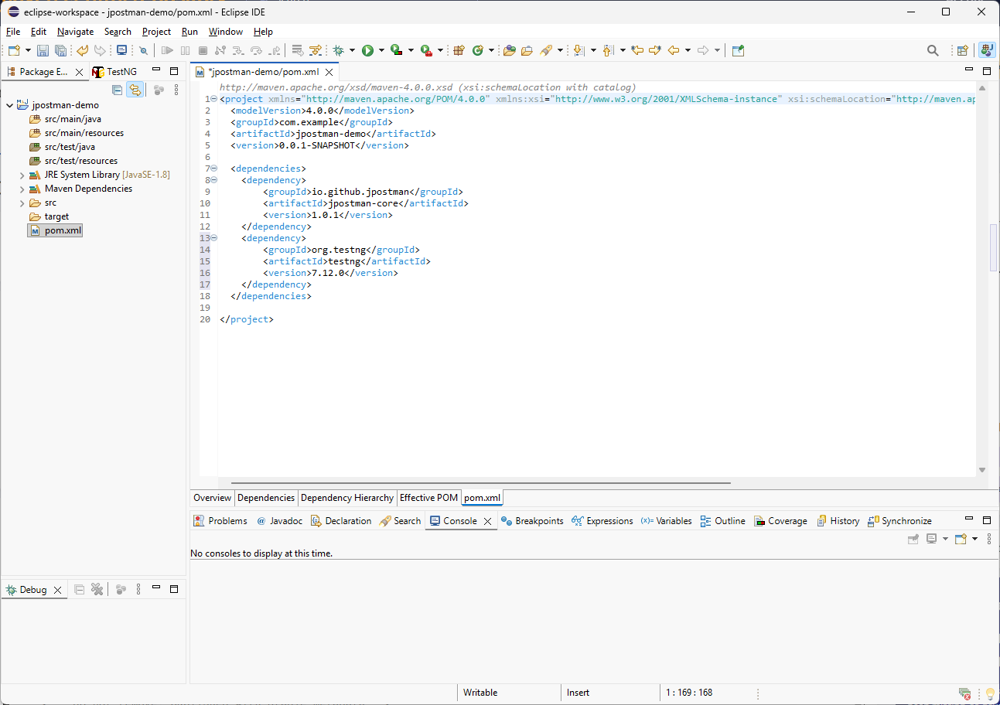 eclipse-workspace - jpostman-demo/pom.xml - Eclipse IDE
File Edit Navigate Search Project Run Window Help
Package E... TestNG
*jpostman-demo/pom.xml
jpostman-demo
src/main/java
src/main/resources
src/test/java
src/test/resources
JRE System Library [JavaSE-1.8]
Maven Dependencies
src
target
pom.xml
http://maven.apache.org/xsd/maven-4.0.0.xsd (xsi:schemaLocation with catalog)
1 <project xmlns="http://maven.apache.org/POM/4.0.0" xmlns:xsi="http://www.w3.org/2001/XMLSchema-instance" xsi:schemaLocation="http://maven.ap
2 <modelVersion>4.0.0</modelVersion>
3 <groupId>com.example</groupId>
4 <artifactId>jpostman-demo</artifactId>
5 <version>0.0.1-SNAPSHOT</version>
6
7 <dependencies>
8 <dependency>
9 <groupId>io.github.jpostman</groupId>
10 <artifactId>jpostman-core</artifactId>
11 <version>1.0.1</version>
12 </dependency>
13 <dependency>
14 <groupId>org.testng</groupId>
15 <artifactId>testng</artifactId>
16 <version>7.12.0</version>
17 </dependency>
18 </dependencies>
19
20 </project>
Overview Dependencies Dependency Hierarchy Effective POM pom.xml
Problems @ Javadoc Declaration Search Console Breakpoints Expressions (x)= Variables Outline Coverage History Synchronize
No consoles to display at this time.
Debug
Writable Insert 1 : 169 : 168